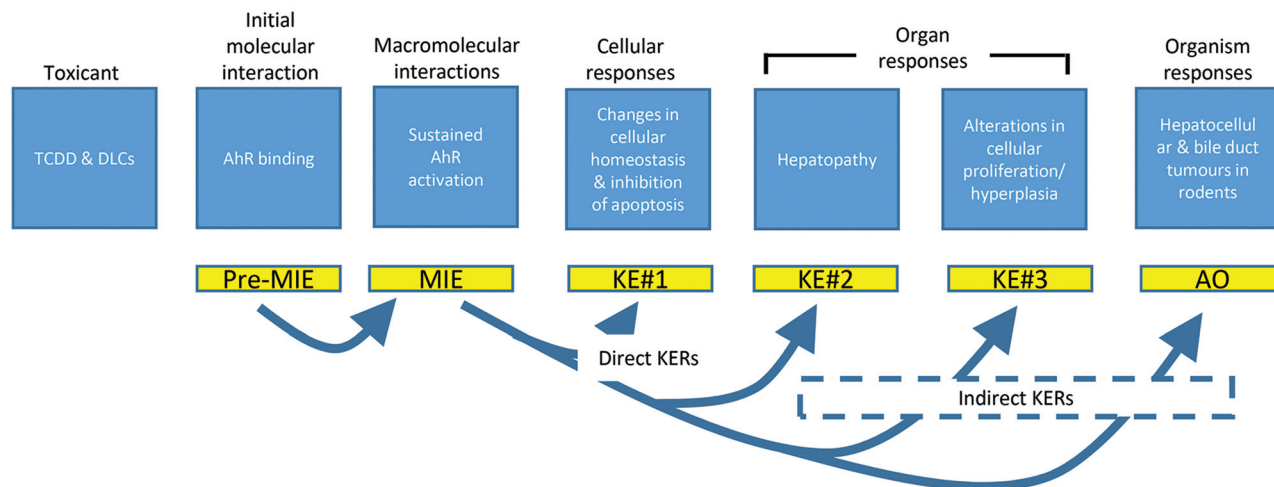 Toxicant
Initial
molecular
interaction
Macromolecular
interactions
Cellular
responses
Organ
responses
Organism
responses
TCDD & DLCs
AhR binding
Sustained
AhR
activation
Changes in
cellular
homeostasis
& inhibition
of apoptosis
Hepatopathy
Alterations in
cellular
proliferation/
hyperplasia
Hepatocellul
ar & bile duct
tumours in
rodents
Pre-MIE
MIE
KE#1
KE#2
KE#3
AO
Direct KERs
Indirect KERs